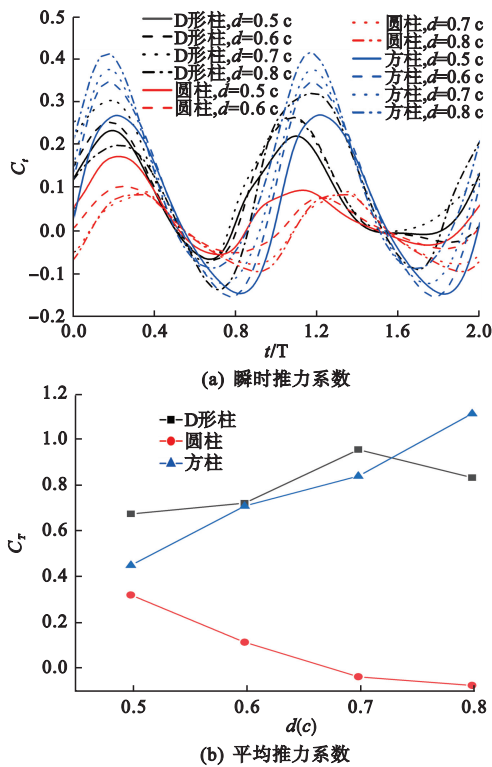 0.5
0.4
0.3
0.2
0.1
0.0
−0.1
−0.2
C_t
D形柱,d=0.5 c
D形柱,d=0.6 c
D形柱,d=0.7 c
D形柱,d=0.8 c
圆柱,d=0.5 c
圆柱,d=0.6 c
圆柱,d=0.7 c
圆柱,d=0.8 c
方柱,d=0.5 c
方柱,d=0.6 c
方柱,d=0.7 c
方柱,d=0.8 c
0.0 0.4 0.8 1.2 1.6 2.0
t/T
(a) 瞬时推力系数
1.2
1.0
0.8
0.6
0.4
0.2
0.0
C_T
D形柱
圆柱
方柱
0.5 0.6 0.7 0.8
d(c)
(b) 平均推力系数